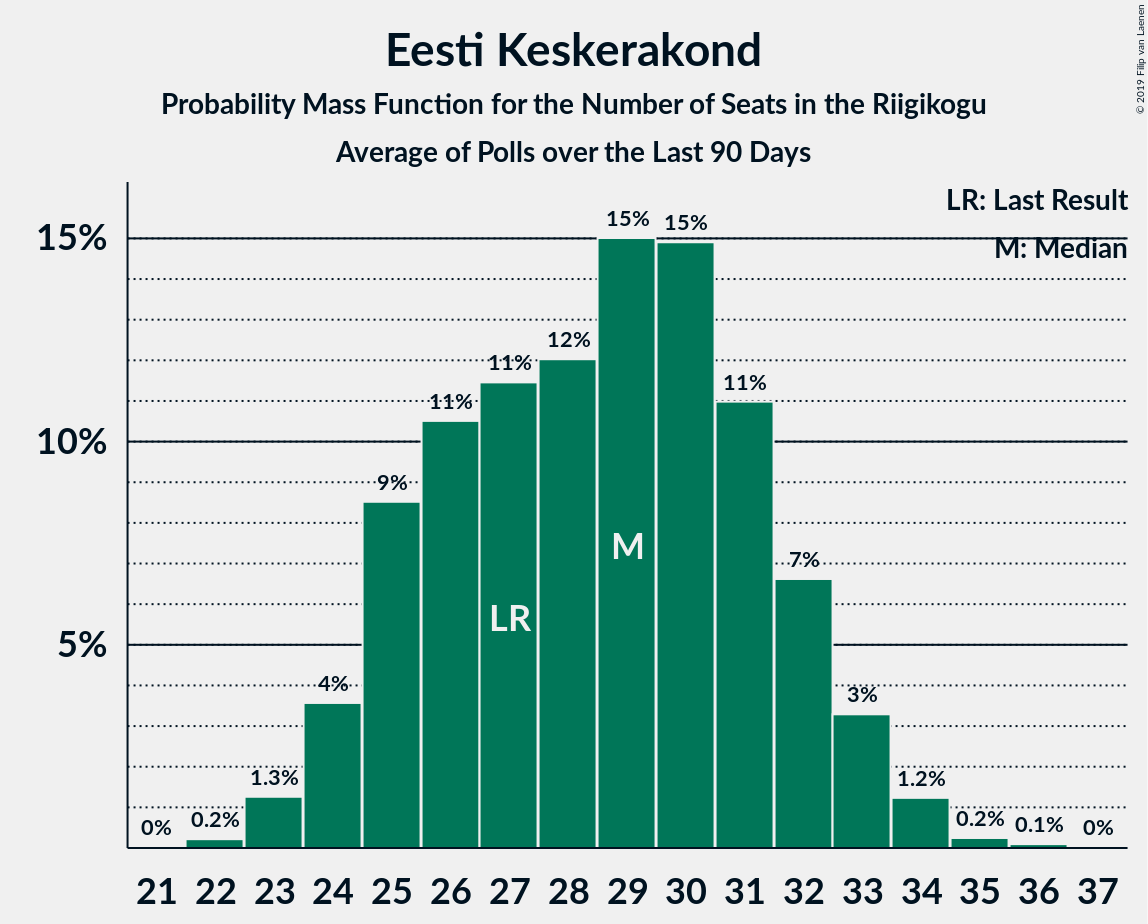 Eesti Keskerakond
Probability Mass Function for the Number of Seats in the Riigikogu
Average of Polls over the Last 90 Days
© 2019 Filip van Laenen
LR: Last Result
M: Median
15%
10%
5%
0%
0.2%
1.3%
4%
9%
11%
11%
12%
15%
15%
11%
7%
3%
1.2%
0.2%
0.1%
0%
LR
M
21 22 23 24 25 26 27 28 29 30 31 32 33 34 35 36 37